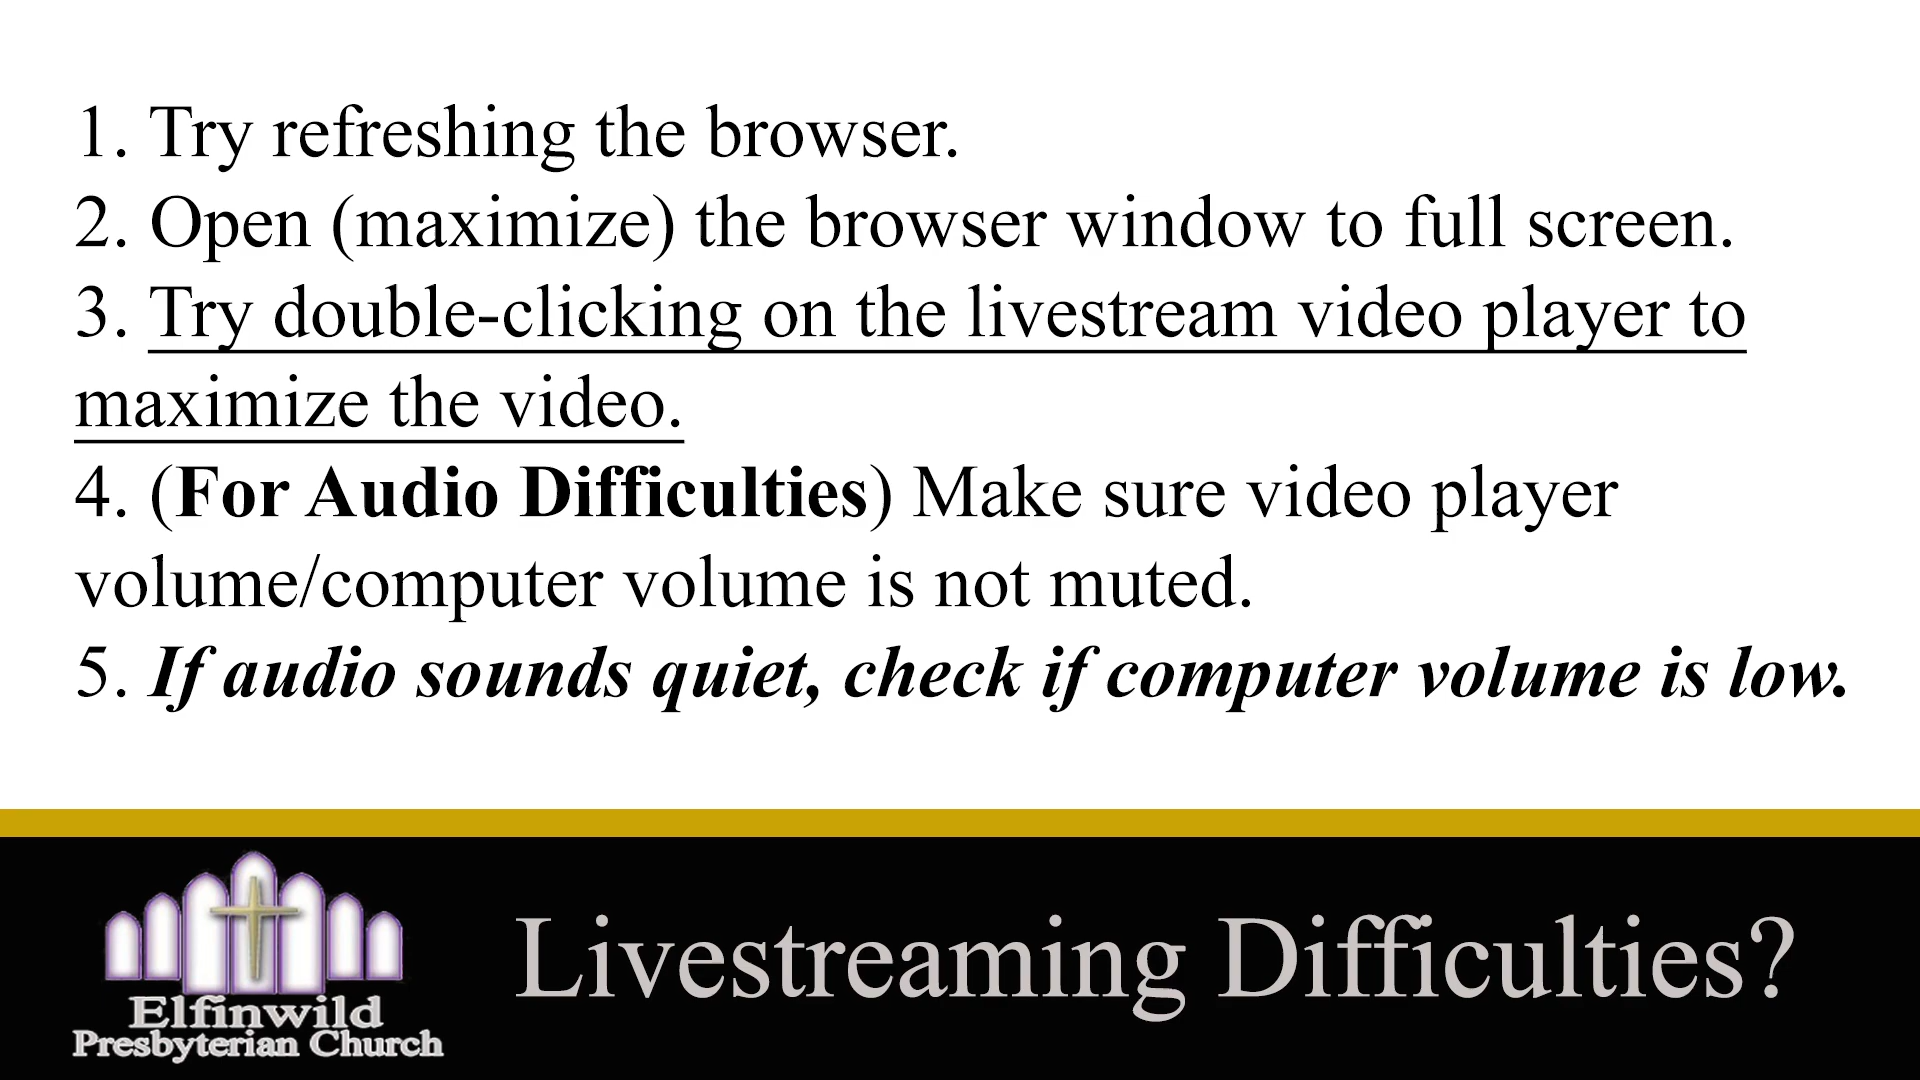 1. Try refreshing the browser.
2. Open (maximize) the browser window to full screen.
3. Try double-clicking on the livestream video player to
maximize the video.
4. (For Audio Difficulties) Make sure video player
volume/computer volume is not muted.
5. If audio sounds quiet, check if computer volume is low.
Elfinwild
Presbyterian Church
Livestreaming Difficulties?